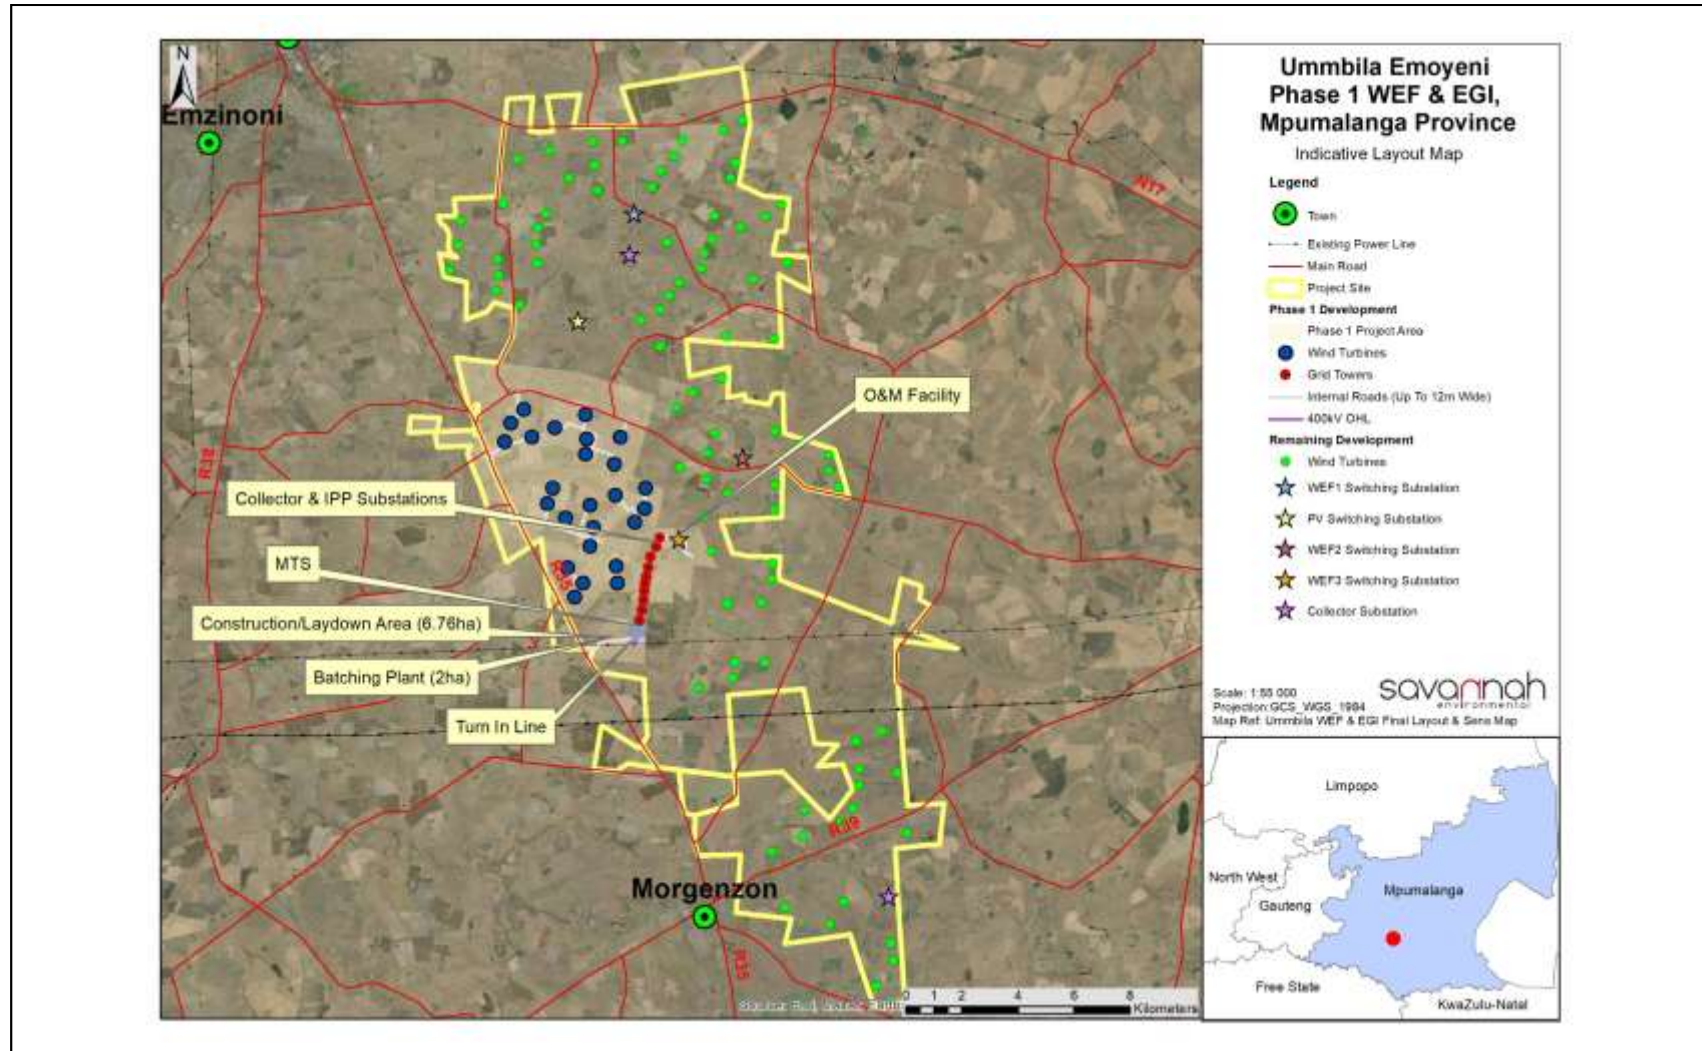 N
Emzinoni
N17
R38
O&M Facility
Collector & IPP Substations
MTS
R35
Construction/Laydown Area (6.76ha)
Batching Plant (2ha)
Turn In Line
R39
Morgenzon
R35
0 1 2 4 6 8
Kilometers
Ummbila Emoyeni
Phase 1 WEF & EGI,
Mpumalanga Province
Indicative Layout Map
Legend
Town
Existing Power Line
Main Road
Project Site
Phase 1 Development
Phase 1 Project Area
Wind Turbines
Grid Towers
Internal Roads (Up To 12m Wide)
400kV OHL
Remaining Development
Wind Turbines
WEF1 Switching Substation
PV Switching Substation
WEF2 Switching Substation
WEF3 Switching Substation
Collector Substation
Scale: 1:55 000
Projection:GCS_WGS_1984
Map Ref: Ummbila WEF & EGI Final Layout & Sens Map
savannah
environmental
Limpopo
North West
Gauteng
Mpumalanga
Free State
KwaZulu-Natal